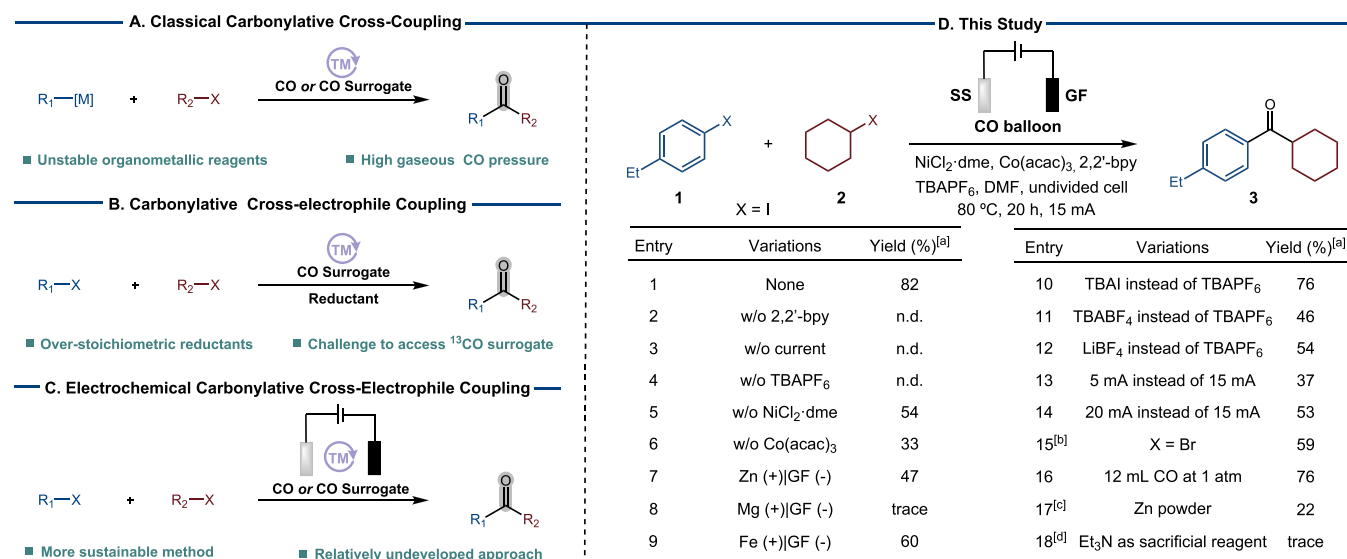 A. Classical Carbonylative Cross-Coupling
R1—[M] + R2—X
TM
CO or CO Surrogate
O
R1 R2
Unstable organometallic reagents
High gaseous CO pressure
B. Carbonylative Cross-electrophile Coupling
R1—X + R2—X
TM
CO Surrogate
Reductant
O
R1 R2
Over-stoichiometric reductants
Challenge to access 13CO surrogate
C. Electrochemical Carbonylative Cross-Electrophile Coupling
R1—X + R2—X
TM
CO or CO Surrogate
O
R1 R2
More sustainable method
Relatively undeveloped approach
D. This Study
SS GF
CO balloon
X + X
Et
NiCl2·dme, Co(acac)3, 2,2'-bpy
TBAPF6, DMF, undivided cell
80 ºC, 20 h, 15 mA
O
Et
1 2 3
X = I
Entry Variations Yield (%)[a]
1 None 82
2 w/o 2,2'-bpy n.d.
3 w/o current n.d.
4 w/o TBAPF6 n.d.
5 w/o NiCl2·dme 54
6 w/o Co(acac)3 33
7 Zn (+)|GF (-) 47
8 Mg (+)|GF (-) trace
9 Fe (+)|GF (-) 60
Entry Variations Yield (%)[a]
10 TBAI instead of TBAPF6 76
11 TBABF4 instead of TBAPF6 46
12 LiBF4 instead of TBAPF6 54
13 5 mA instead of 15 mA 37
14 20 mA instead of 15 mA 53
15[b] X = Br 59
16 12 mL CO at 1 atm 76
17[c] Zn powder 22
18[d] Et3N as sacrificial reagent trace